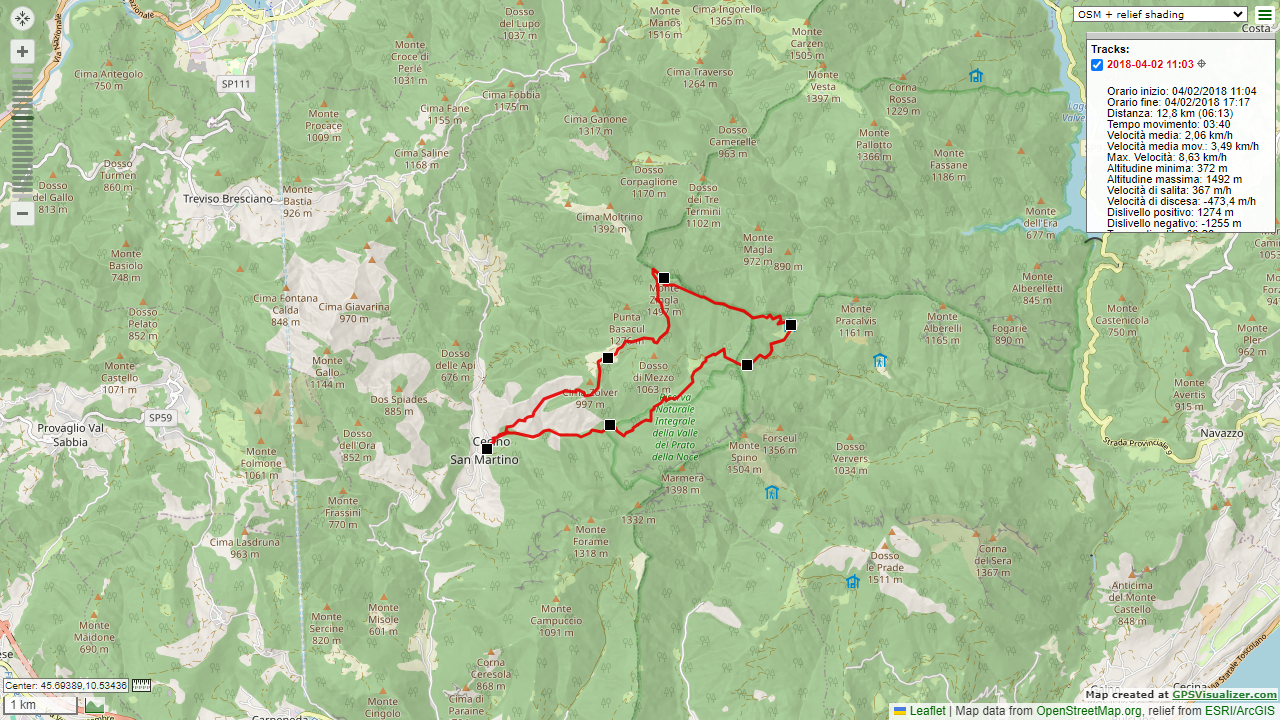 OSM + relief shading
Tracks:
2018-04-02 11:03
Orario inizio: 04/02/2018 11:04
Orario fine: 04/02/2018 17:17
Distanza: 12,8 km (06:13)
Tempo movimento: 03:40
Velocità media: 2,06 km/h
Velocità media mov.: 3,49 km/h
Max. Velocità: 8,63 km/h
Altitudine minima: 372 m
Altitudine massima: 1492 m
Velocità di salita: 367 m/h
Velocità di discesa: -473,4 m/h
Dislivello positivo: 1274 m
Dislivello negativo: -1255 m
Costa
Dosso
del Lupo
1037 m
Monte
Manos
1516 m
Cima Ingorello
1365 m
Monte
Carzen
1505 m
Monte
Croce di
Perle
1031 m
Cima Antegolo
750 m
SP111
Cima Traverso
1264 m
Monte
Vesta
1397 m
Corna
Rossa
1229 m
Cima Fobbia
1175 m
Cima Fane
1155 m
Cima Ganone
1317 m
Monte
Procace
1009 m
Dosso
Camerelle
963 m
Monte
Pallotto
1366 m
Monte
Fassane
1186 m
Cima Saline
1168 m
Dosso
Turmen
860 m
Dosso
del Gallo
813 m
Treviso Bresciano
Monte
Bastia
926 m
Dosso
Corpaglione
1170 m
Dosso
dei Tre
Termini
1102 m
Cima Moltrino
1392 m
Monte
dell'Era
677 m
Monte
Magla
972 m
890 m
Monte
Basiolo
748 m
Monte
Alberelletti
845 m
Cima Fontana
Calda
848 m
Cima Giavarina
970 m
Monte
Zingla
1497 m
Punta
Basacul
Dosso
Pelato
852 m
Monte
Pracalvis
1161 m
Monte
Alberelli
1165 m
Fogarie
890 m
Monte
Castenicola
750 m
Monte
Pler
962 m
Monte
Castello
1071 m
Monte
Gallo
1144 m
Dosso
delle Api
676 m
Dosso
di Mezzo
1063 m
997 m
Dos Spiades
885 m
Monte
Avertis
915 m
SP59
Provaglio Val
Sabbia
Riserva
Naturale
Integrale
della Valle
del Prato
della Noce
Dosso
dell'Ora
852 m
San Martino
Monte
Folmone
1061 m
Monte
Spino
1504 m
Forseul
1356 m
Dosso
Ververs
1034 m
Navazzo
Marmera
1398 m
Monte
Frassini
770 m
1332 m
Monte
Forame
1318 m
Cima Lasdruna
963 m
Dosso
le Prade
1511 m
Corna
del Sera
1367 m
Anticima
del Monte
Castello
848 m
Monte
Maidone
690 m
Monte
Sercine
820 m
Monte
Misole
601 m
Monte
Campuccio
1091 m
Corna
Ceresola
868 m
Monte
Cingolo
Cima di
Paraine
Center: 45.69389,10.53436
1 km
Map created at GPSVisualizer.com
Leaflet | Map data from OpenStreetMap.org, relief from ESRI/ArcGIS